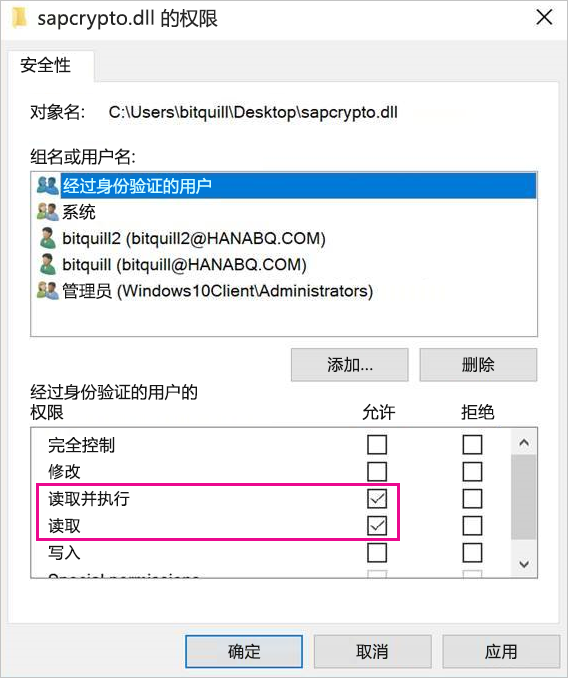 sapcrypto.dll 的权限
安全性
对象名: C:\Users\bitquill\Desktop\sapcrypto.dll
组名或用户名:
经过身份验证的用户
系统
bitquill2 (bitquill2@HANABQ.COM)
bitquill (bitquill@HANABQ.COM)
管理员 (Windows10Client\Administrators)
添加... 删除
经过身份验证的用户的
权限 允许 拒绝
完全控制
修改
读取并执行
读取
写入
Special permissions
确定 取消 应用